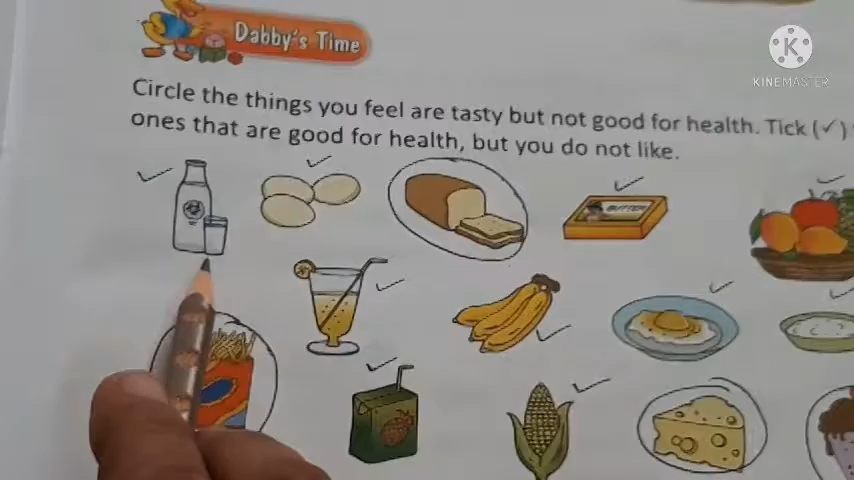 Dabby's Time
K
KINEMASTER
Circle the things you feel are tasty but not good for health. Tick (✓)
ones that are good for health, but you do not like.
BUTTER